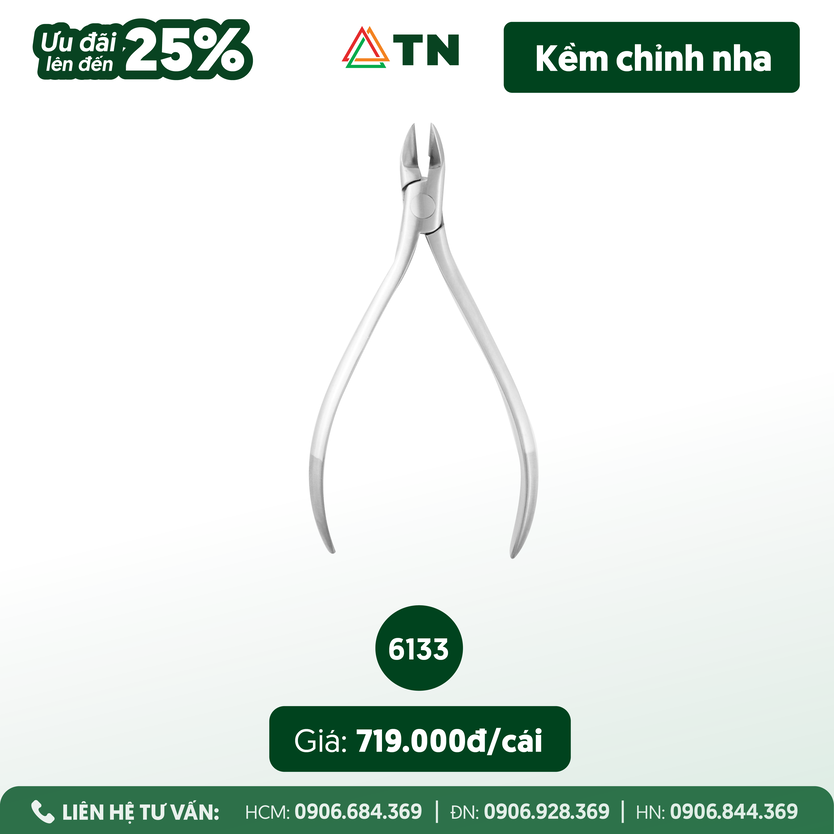 Ưu đãi
lên đến
25%
TN
Kềm chỉnh nha
6133
Giá: 719.000đ/cái
LIÊN HỆ TƯ VẤN: HCM: 0906.684.369 | ĐN: 0906.928.369 | HN: 0906.844.369